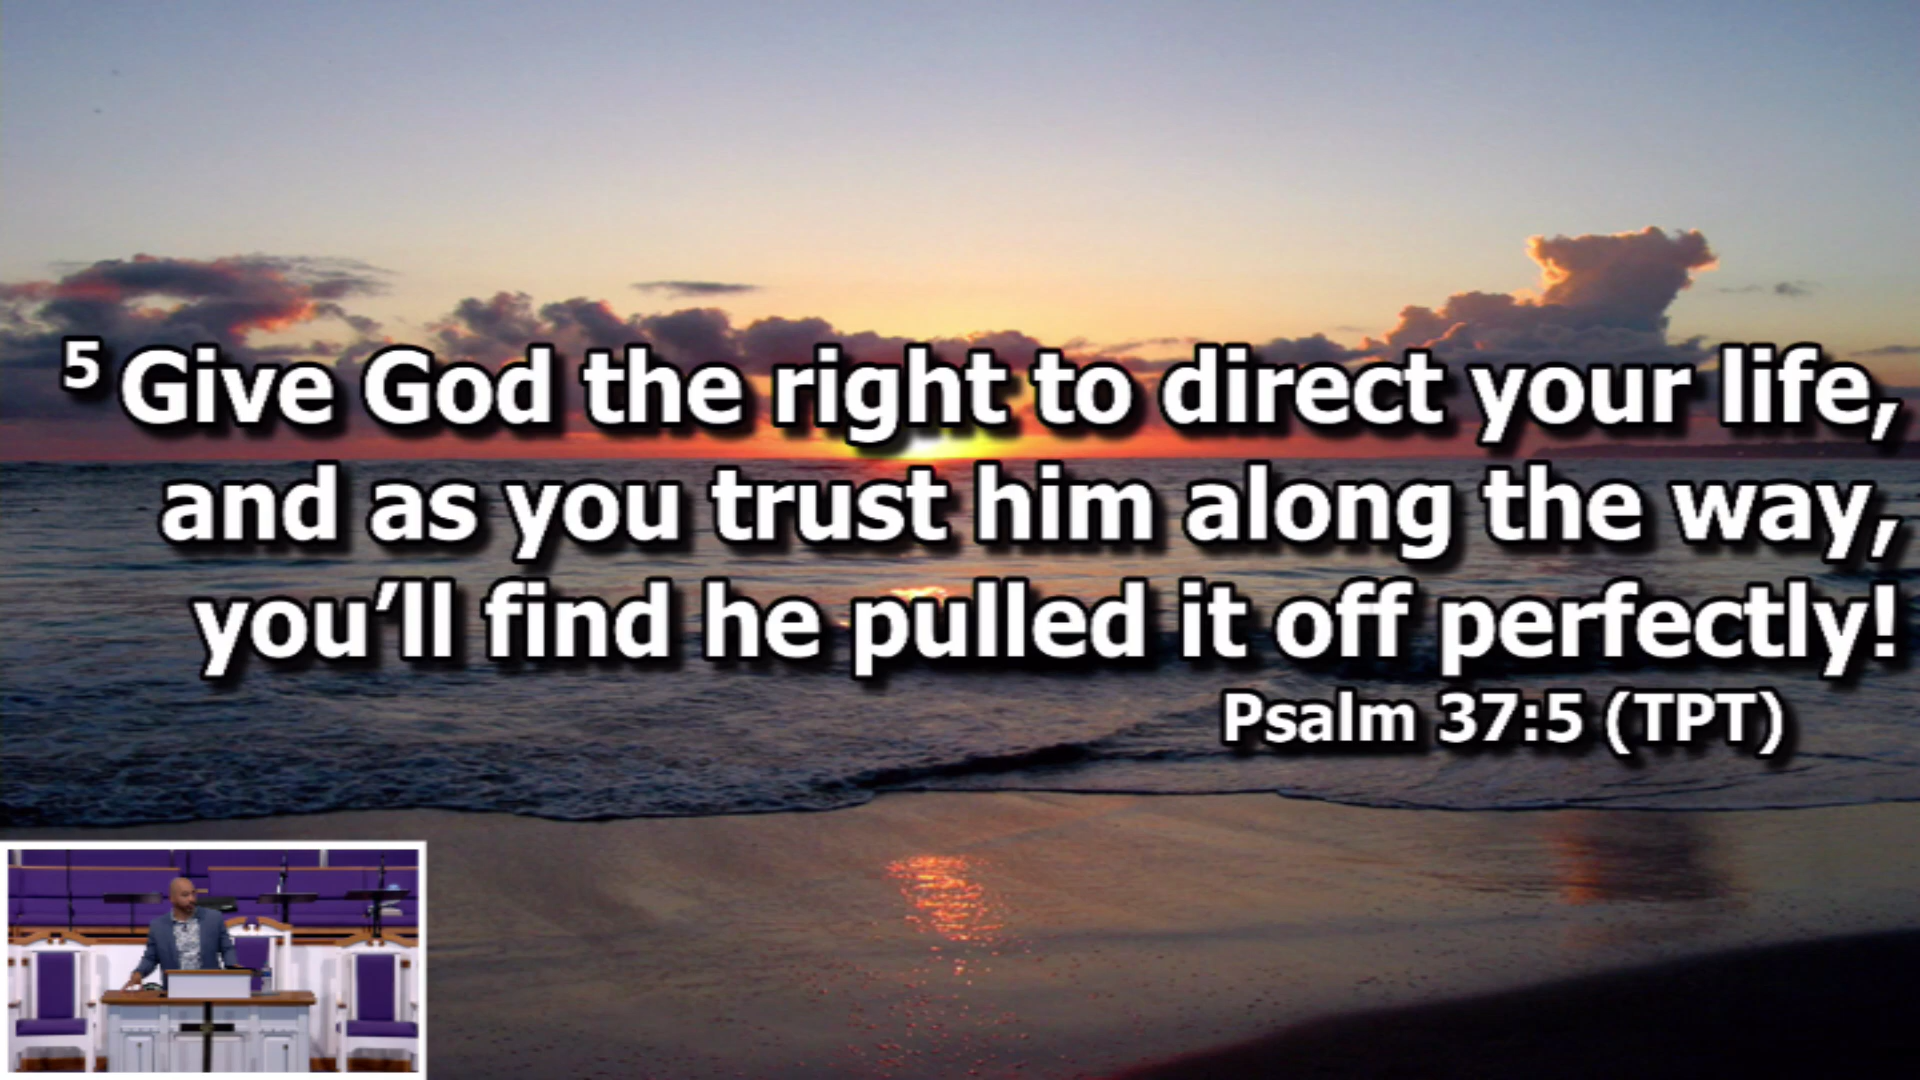 5 Give God the right to direct your life,
and as you trust him along the way,
you’ll find he pulled it off perfectly!
Psalm 37:5 (TPT)